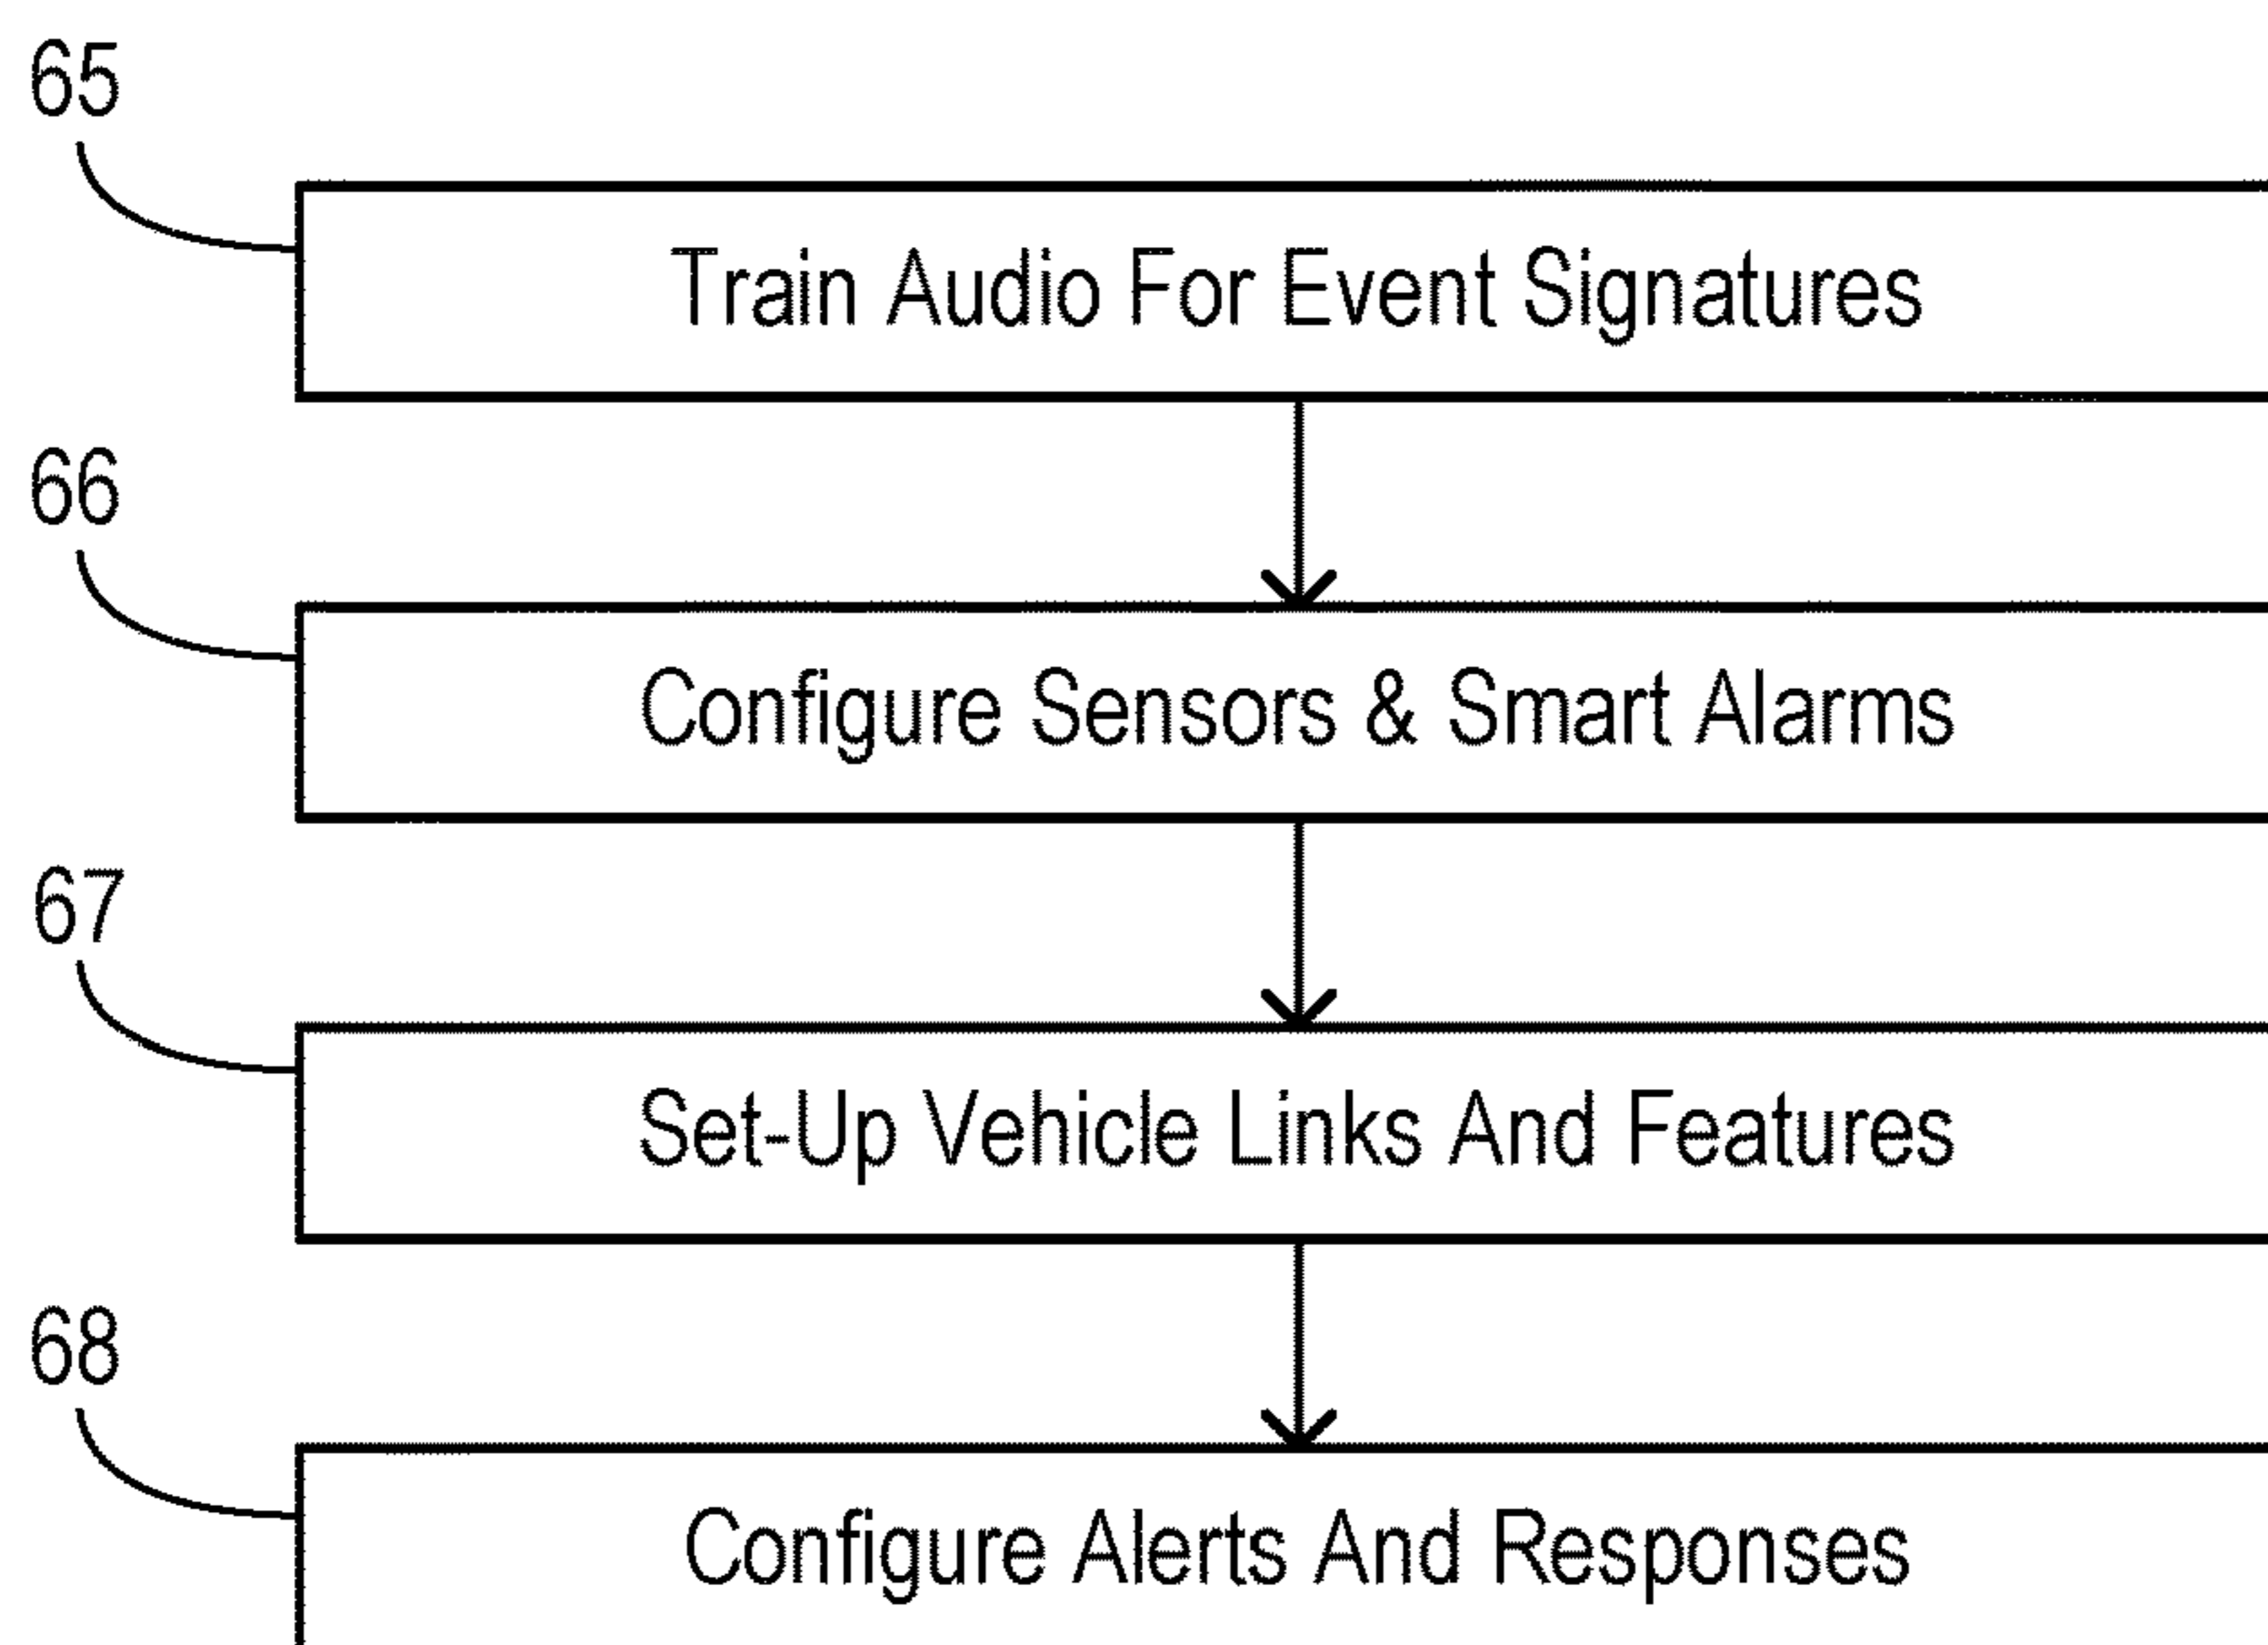 65
Train Audio For Event Signatures
66
Configure Sensors & Smart Alarms
67
Set-Up Vehicle Links And Features
68
Configure Alerts And Responses